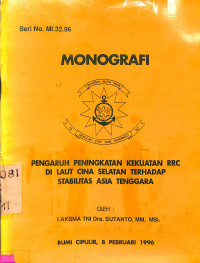 Seri No. MI.32.96
MONOGRAFI
PENGARUH PENINGKATAN KEKUATAN RRC
DI LAUT CINA SELATAN TERHADAP
STABILITAS ASIA TENGGARA
OLEH :
LAKSMA TNI Drs. SUTANTO, MM, MSi.
BUMI CIPULIR, 8 PEBRUARI 1996